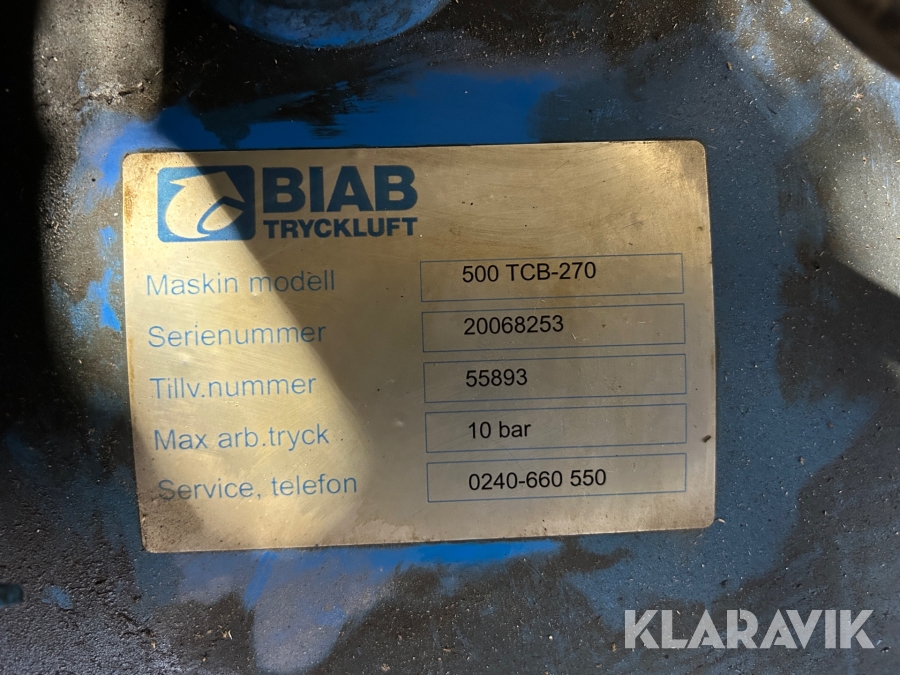 BIAB
TRYCKLUFT
Maskin modell 500 TCB-270
Serienummer 20068253
Tillv.nummer 55893
Max arb.tryck 10 bar
Service, telefon 0240-660 550
KLARAVIK